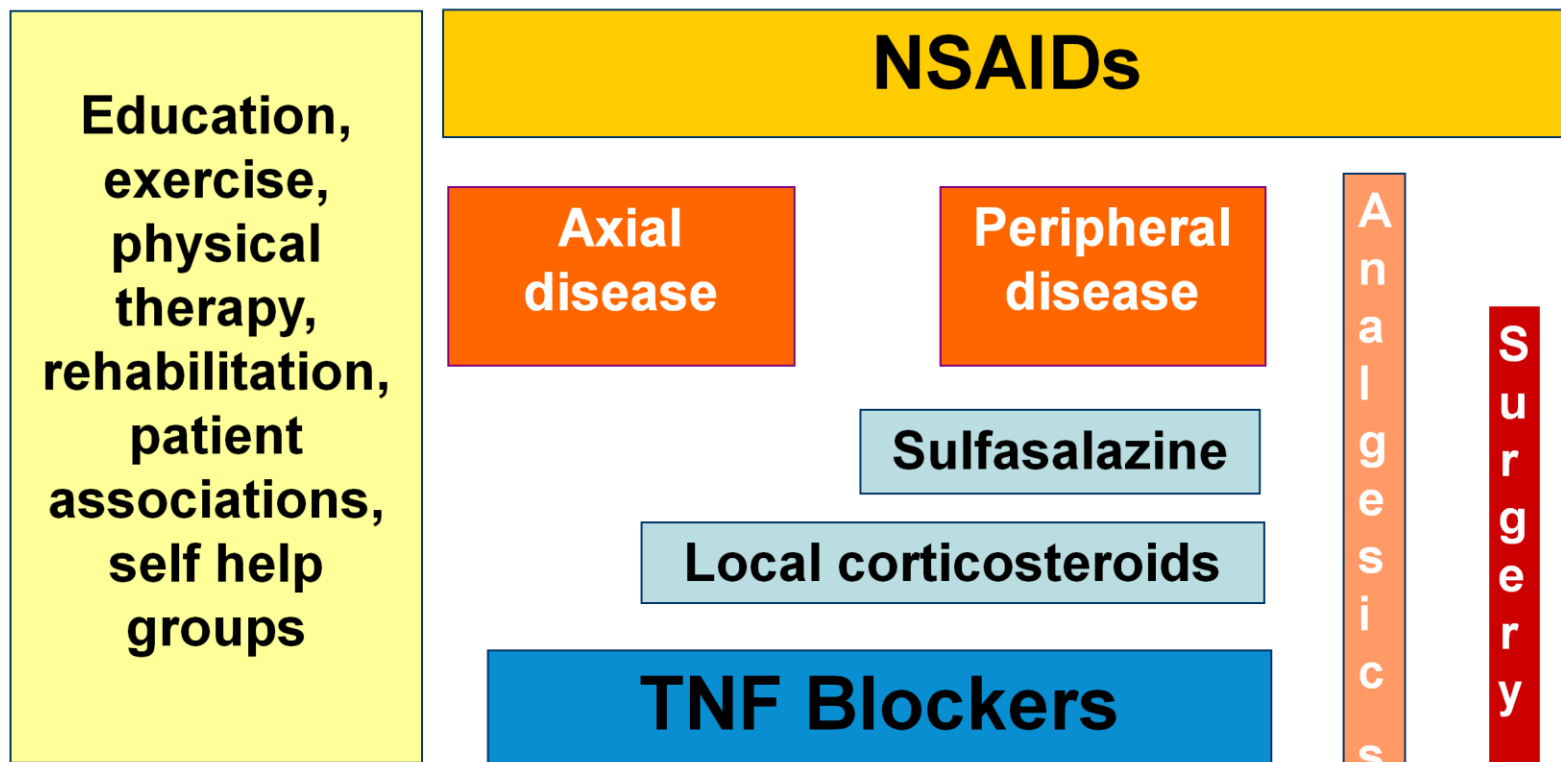 Education,
exercise,
physical
therapy,
rehabilitation,
patient
associations,
self help
groups
NSAIDs
Axial
disease
Peripheral
disease
Sulfasalazine
Local corticosteroids
TNF Blockers
Analgesics
Surgery